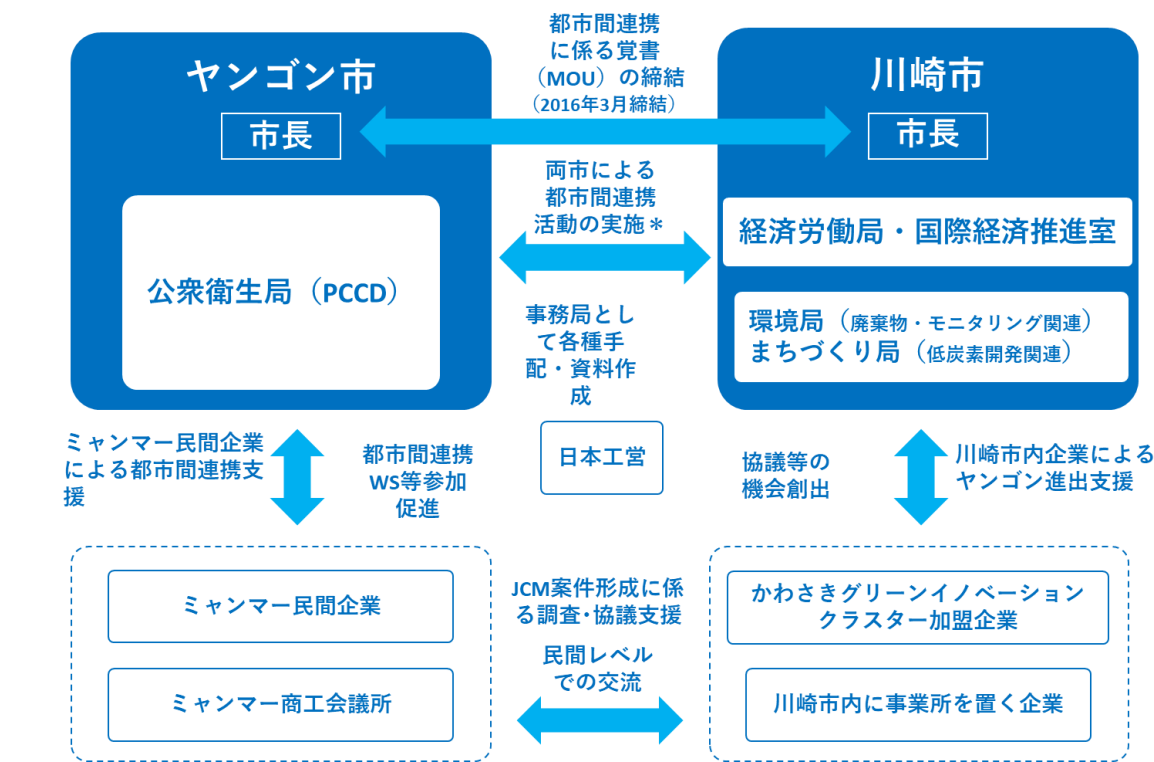 ヤンゴン市
市長
公衆衛生局（PCCD）
都市間連携
に係る覚書
（MOU）の締結
（2016年3月締結）
両市による
都市間連携
活動の実施＊
事務局とし
て各種手
配・資料作
成
日本工営
川崎市
市長
経済労働局・国際経済推進室
環境局（廃棄物・モニタリング関連）
まちづくり局（低炭素開発関連）
ミャンマー民間企業
による都市間連携支
援
都市間連携
WS等参加
促進
協議等の
機会創出
川崎市内企業による
ヤンゴン進出支援
ミャンマー民間企業
ミャンマー商工会議所
JCM案件形成に係
る調査・協議支援
民間レベル
での交流
かわさきグリーンイノベーション
クラスター加盟企業
川崎市内に事業所を置く企業